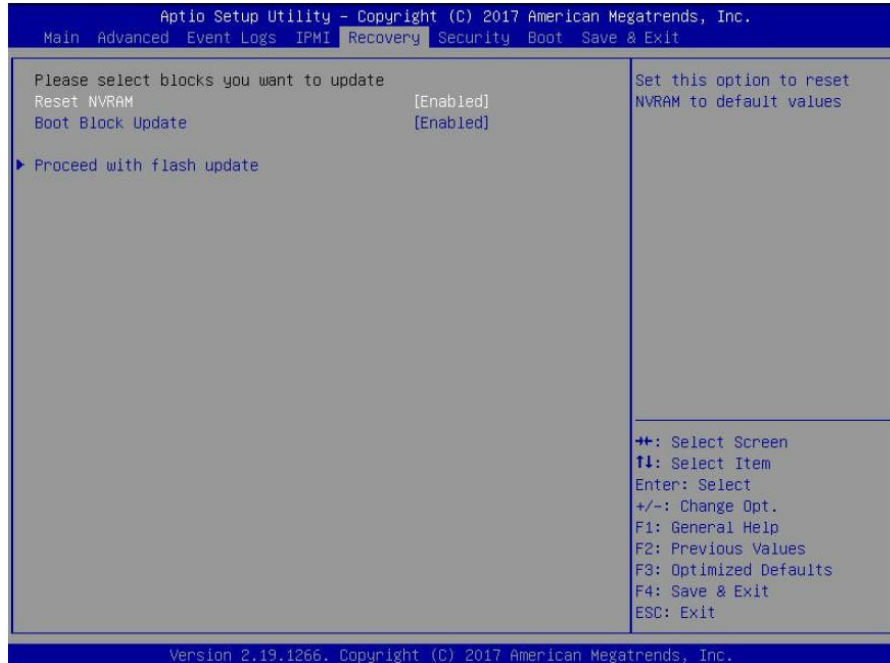 Aptio Setup Utility – Copyright (C) 2017 American Megatrends, Inc.
Main Advanced Event Logs IPMI Recovery Security Boot Save & Exit
Please select blocks you want to update
Reset NVRAM [Enabled]
Boot Block Update [Enabled]
▶ Proceed with flash update
Set this option to reset
NVRAM to default values
→←: Select Screen
↑↓: Select Item
Enter: Select
+/-: Change Opt.
F1: General Help
F2: Previous Values
F3: Optimized Defaults
F4: Save & Exit
ESC: Exit
Version 2.19.1266. Copyright (C) 2017 American Megatrends, Inc.